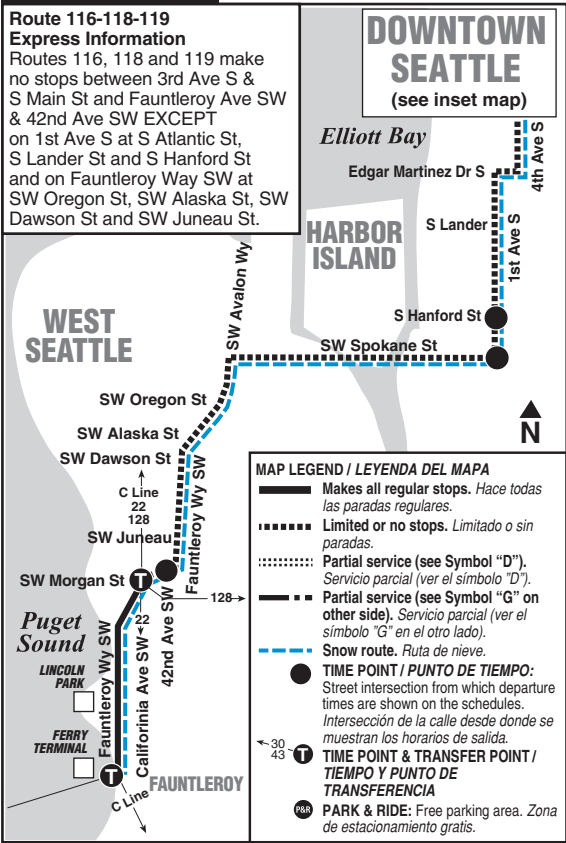 Route 116-118-119
Express Information
Routes 116, 118 and 119 make
no stops between 3rd Ave S &
S Main St and Fauntleroy Ave SW
& 42nd Ave SW EXCEPT
on 1st Ave S at S Atlantic St,
S Lander St and S Hanford St
and on Fauntleroy Way SW at
SW Oregon St, SW Alaska St, SW
Dawson St and SW Juneau St.
DOWNTOWN
SEATTLE
(see inset map)
Elliott Bay
4th Ave S
Edgar Martinez Dr S
S Lander
1st Ave S
HARBOR
ISLAND
SW Avalon Wy
S Hanford St
WEST
SEATTLE
SW Spokane St
SW Oregon St
N
SW Alaska St
SW Dawson St
C Line
22
128
Fauntleroy Wy SW
SW Juneau
SW Morgan St
T
128
22
42nd Ave SW
Puget
Sound
Fauntleroy Wy SW
Califorinia Ave SW
LINCOLN
PARK
FERRY
TERMINAL
T
FAUNTLEROY
C Line
MAP LEGEND / LEYENDA DEL MAPA
Makes all regular stops. Hace todas
las paradas regulares.
Limited or no stops. Limitado o sin
paradas.
Partial service (see Symbol “D”).
Servicio parcial (ver el símbolo "D").
Partial service (see Symbol “G” on
other side). Servicio parcial (ver el
símbolo "G" en el otro lado).
Snow route. Ruta de nieve.
TIME POINT / PUNTO DE TIEMPO:
Street intersection from which departure
times are shown on the schedules.
Intersección de la calle desde donde se
muestran los horarios de salida.
30
43
T
TIME POINT & TRANSFER POINT /
TIEMPO Y PUNTO DE
TRANSFERENCIA
P&R
PARK & RIDE: Free parking area. Zona
de estacionamiento gratis.